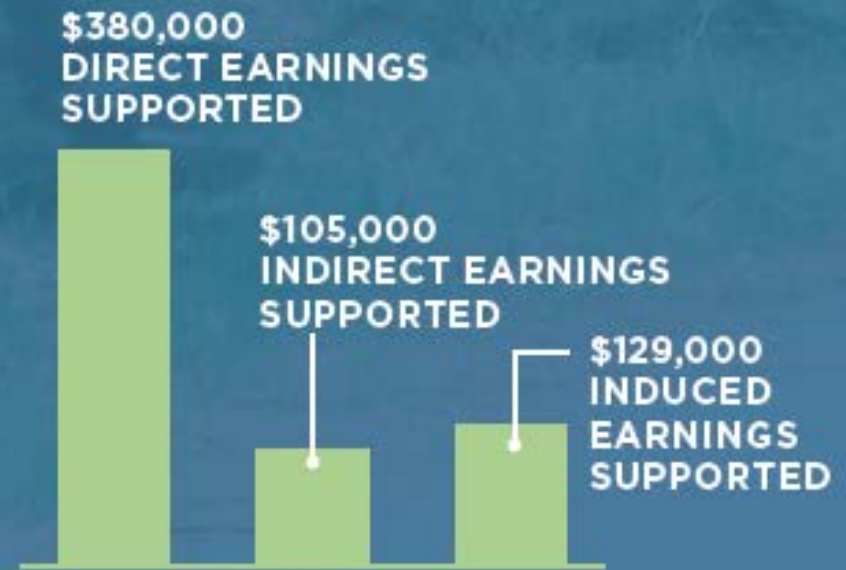 $380,000
DIRECT EARNINGS
SUPPORTED
$105,000
INDIRECT EARNINGS
SUPPORTED
$129,000
INDUCED
EARNINGS
SUPPORTED